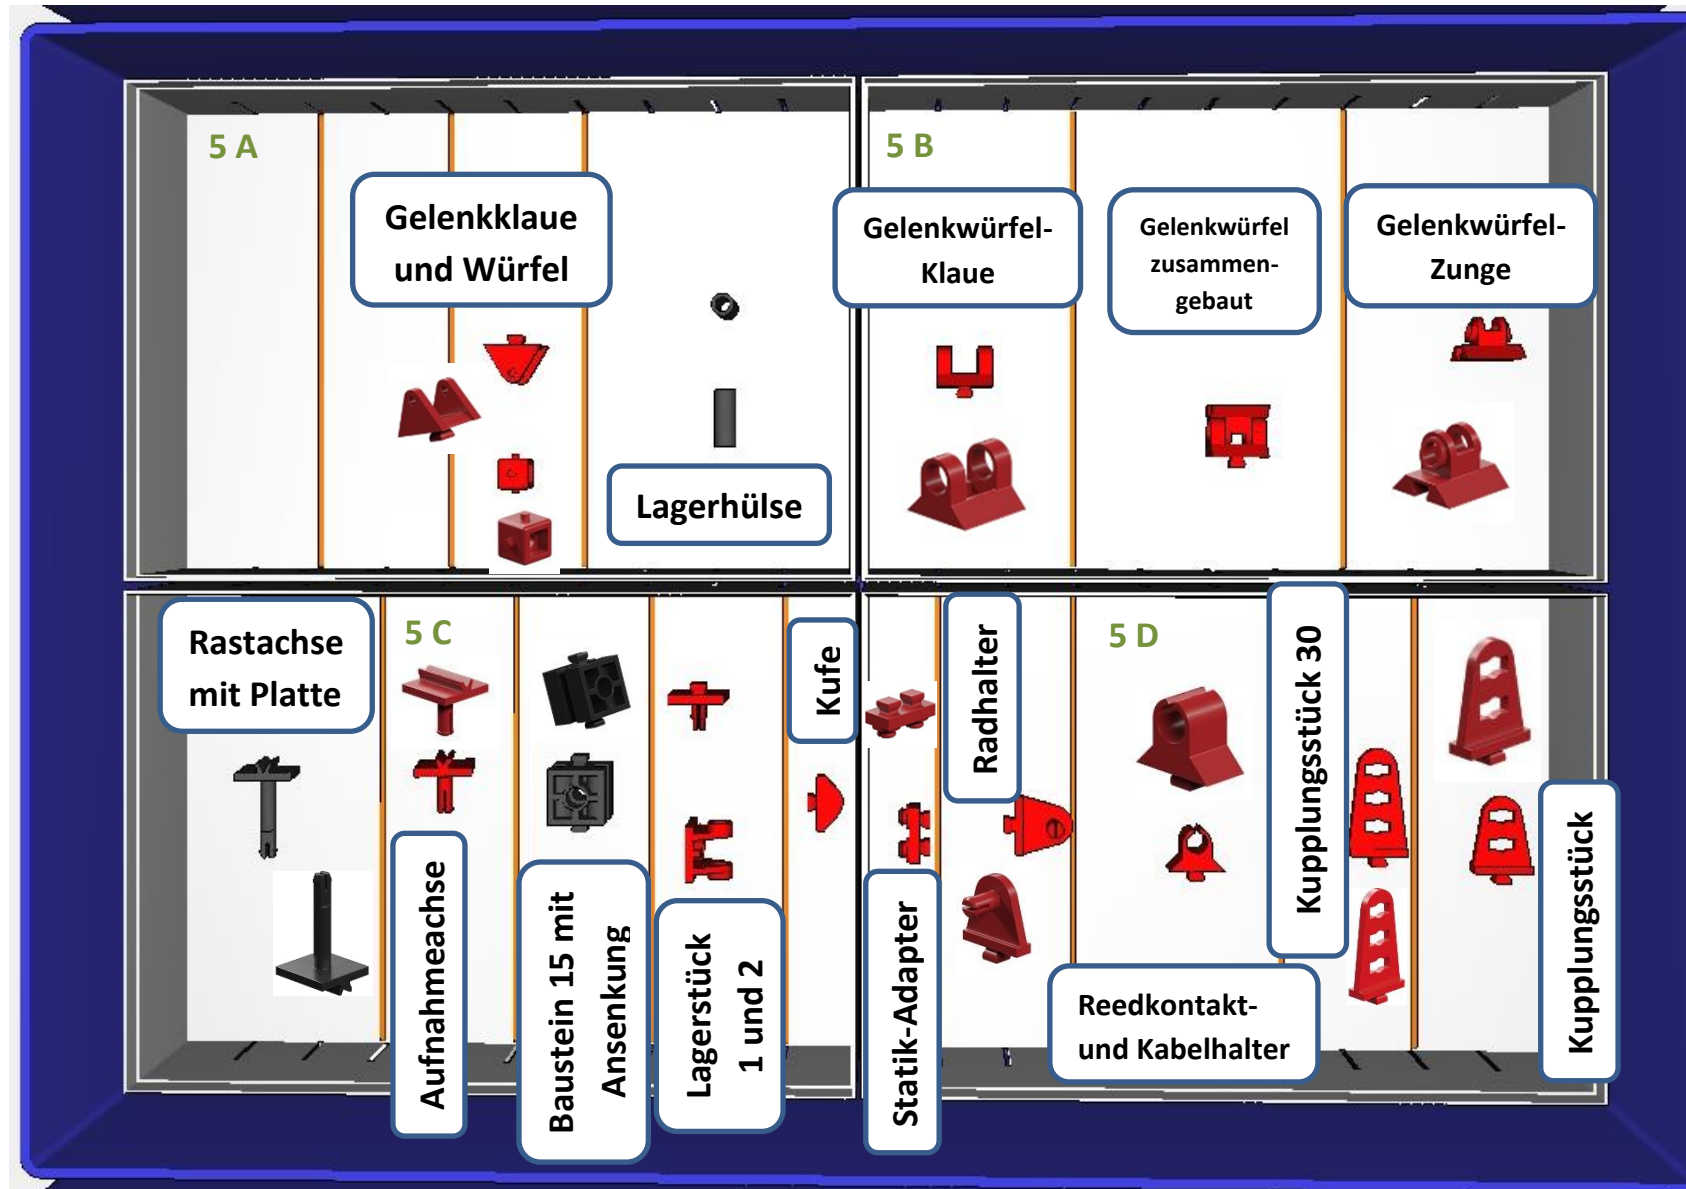 5 A
Gelenkklaue
und Würfel
Lagerhülse
5 B
Gelenkwürfel-
Klaue
Gelenkwürfel
zusammen-
gebaut
Gelenkwürfel-
Zunge
Rastachse
mit Platte
5 C
Aufnahmeachse
Baustein 15 mit
Ansenkung
Lagerstück
1 und 2
Kufe
Statik-Adapter
Radhalter
5 D
Reedkontakt-
und Kabelhalter
Kupplungsstück 30
Kupplungsstück